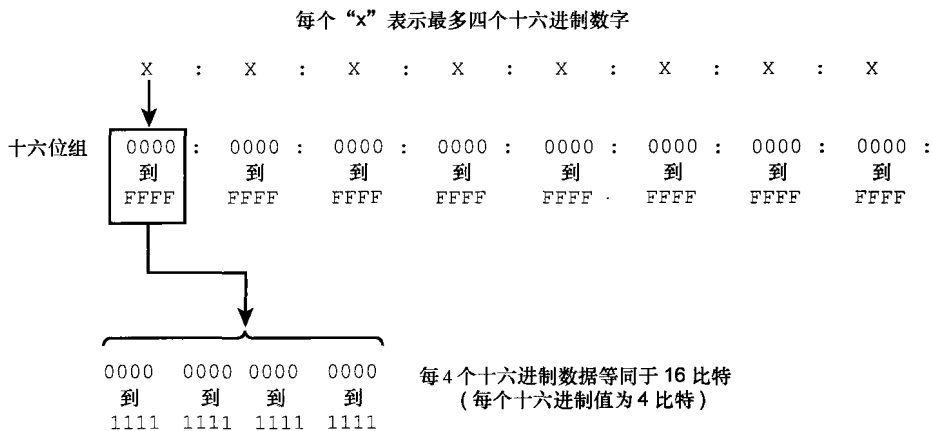 每个“x”表示最多四个十六进制数字
X : X : X : X : X : X : X : X
十六位组 0000 : 0000 : 0000 : 0000 : 0000 : 0000 : 0000 : 0000 :
到 到 到 到 到 到 到 到
FFFF FFFF FFFF FFFF FFFF FFFF FFFF FFFF
0000 0000 0000 0000 每4个十六进制数据等同于16比特
到 到 到 到 (每个十六进制值为4比特)
1111 1111 1111 1111